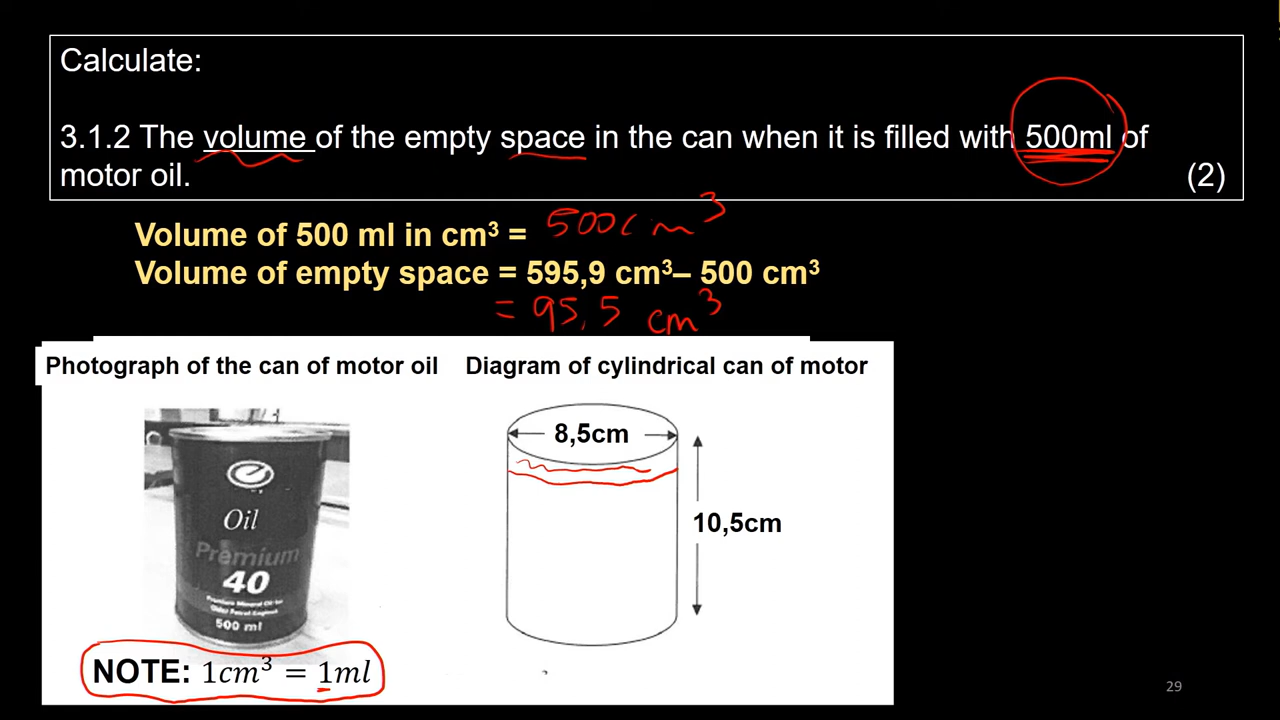 Calculate:
3.1.2 The volume of the empty space in the can when it is filled with 500ml of
motor oil. (2)
Volume of 500 ml in cm³ = 500cm³
Volume of empty space = 595,9 cm³– 500 cm³
= 95,5 cm³
Photograph of the can of motor oil Diagram of cylindrical can of motor
8,5cm
10,5cm
Oil
Premium
40
500 ml
NOTE: 1cm³ = 1ml
29